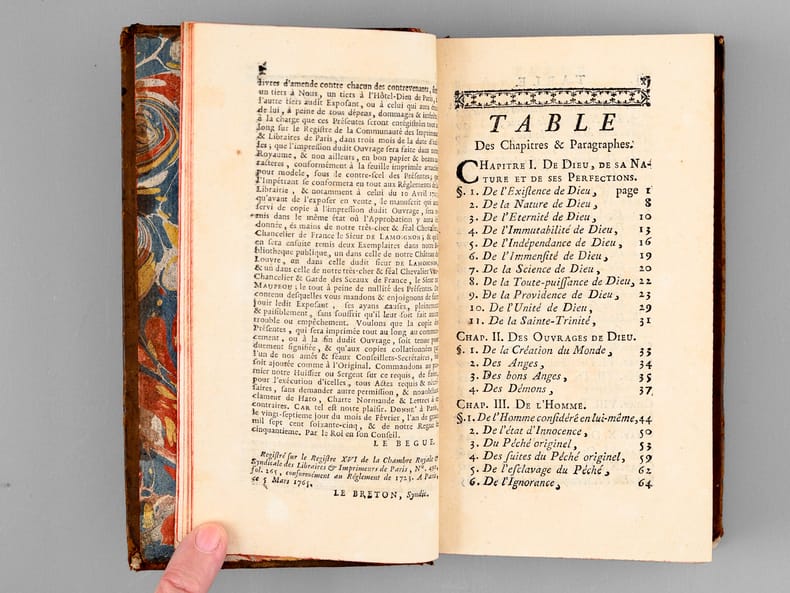 livres d'amende contre chacun des contrevenans, de
un tiers à Nous, un tiers à l'Hôtel-Dieu de Paris,
l'autre tiers audit Exposant, ou à celui qui aura
de lui, à peine de tous dépens, dommages & intérêts
à la charge que ces Présentes seront enrégistrées tout au
long sur le Registre de la Communauté des Imprim
& Libraires de Paris, dans trois mois de la date d'i
les; que l'impression dudit Ouvrage sera faite dans notre
Royaume, & non ailleurs, en bon papier & beaux
racteres, conformément à la feuille imprimée attachée
pour modele, sous le contre-scel des Présentes; que
l'Impétrant se conformera en tout aux Réglemens de la
Librairie, & notamment à celui du 10 Avril 172
qu'avant de l'exposer en vente, le manuscrit qui aura
servi de copie à l'impression dudit Ouvrage, sera re-
mis dans le même état où l'Approbation y aura été
donnée, ès mains de notre très-cher & féal Chevalier,
Chancelier de France le Sieur DE LAMOIGNON; & qu'il
en sera ensuite remis deux Exemplaires dans notre Bi-
bliotheque publique, un dans celle de notre Château du
Louvre, un dans celle dudit sieur DE LAMOIGNON,
& un dans celle de notre très-cher & féal Chevalier Vice-
Chancelier & Garde des Sceaux de France, le Sieur DE
MAUPEOU; le tout à peine de nullité des Présentes. Du
contenu desquelles vous mandons & enjoignons de faire
jouir ledit Exposant, & ses ayans causes, pleinement
& paisiblement, sans souffrir qu'il leur soit fait aucun
trouble ou empêchement. Voulons que la copie des
Présentes, qui sera imprimée tout au long au commen-
cement, ou à la fin dudit Ouvrage, soit tenue pour
duement signifiée, & qu'aux copies collationnées par
l'un de nos amés & féaux Conseillers-Secrétaires, foi
soit ajoutée comme à l'Original. Commandons au pre-
mier notre Huissier ou Sergent sur ce requis, de faire
pour l'exécution d'icelles, tous Actes requis & néces-
saires, sans demander autre permission, & nonobstant
clameur de Haro, Charte Normande & Lettres à ce
contraires. CAR tel est notre plaisir. DONNÉ à Paris,
le vingt-septieme jour du mois de Février, l'an de grace
mil sept cent soixante-cinq, & de notre Regne le
cinquantieme. Par le Roi en son Conseil.
LE BEGUE.
Registré sur le Registre XVI de la Chambre Royale &
Syndicale des Libraires & Imprimeurs de Paris, N°.
fol. 265, conformément au Réglement de 1723. A Paris,
ce 5 Mars 1765.
LE BRETON, Syndic.
TABLE
Des Chapitres & Paragraphes.
CHAPITRE I. DE DIEU, DE SA NA-
TURE ET DE SES PERFECTIONS.
§. 1. De l'Existence de Dieu, page 1
2. De la Nature de Dieu, 8
3. De l'Eternité de Dieu, 10
4. De l'Immutabilité de Dieu, 13
5. De l'Indépendance de Dieu, 16
6. De l'Immensité de Dieu, 19
7. De la Science de Dieu, 20
8. De la Toute-puissance de Dieu, 22
9. De la Providence de Dieu, 23
10. De l'Unité de Dieu, 29
11. De la Sainte-Trinité, 31
CHAP. II. DES OUVRAGES DE DIEU.
§. 1. De la Création du Monde, 33
2. Des Anges, 34
3. Des bons Anges, 35
4. Des Démons, 37
CHAP. III. DE L'HOMME.
§. 1. De l'Homme considéré en lui-même, 44
2. De l'état d'Innocence, 50
3. Du Péché originel, 53
4. Des suites du Péché originel, 59
5. De l'esclavage du Péché, 62
6. De l'Ignorance, 64